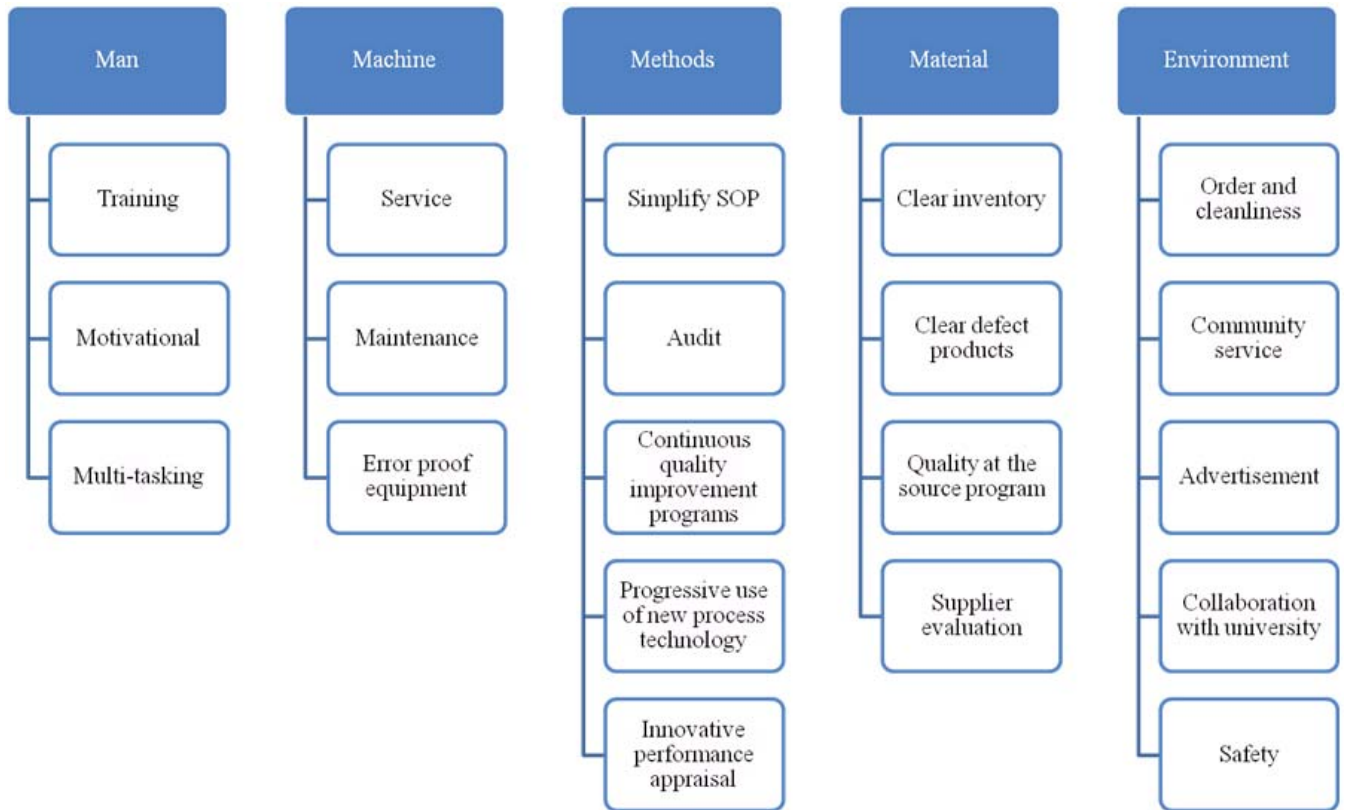 Man
Training
Motivational
Multi-tasking
Machine
Service
Maintenance
Error proof
equipment
Methods
Simplify SOP
Audit
Continuous
quality
improvement
programs
Progressive use
of new process
technology
Innovative
performance
appraisal
Material
Clear inventory
Clear defect
products
Quality at the
source program
Supplier
evaluation
Environment
Order and
cleanliness
Community
service
Advertisement
Collaboration
with university
Safety